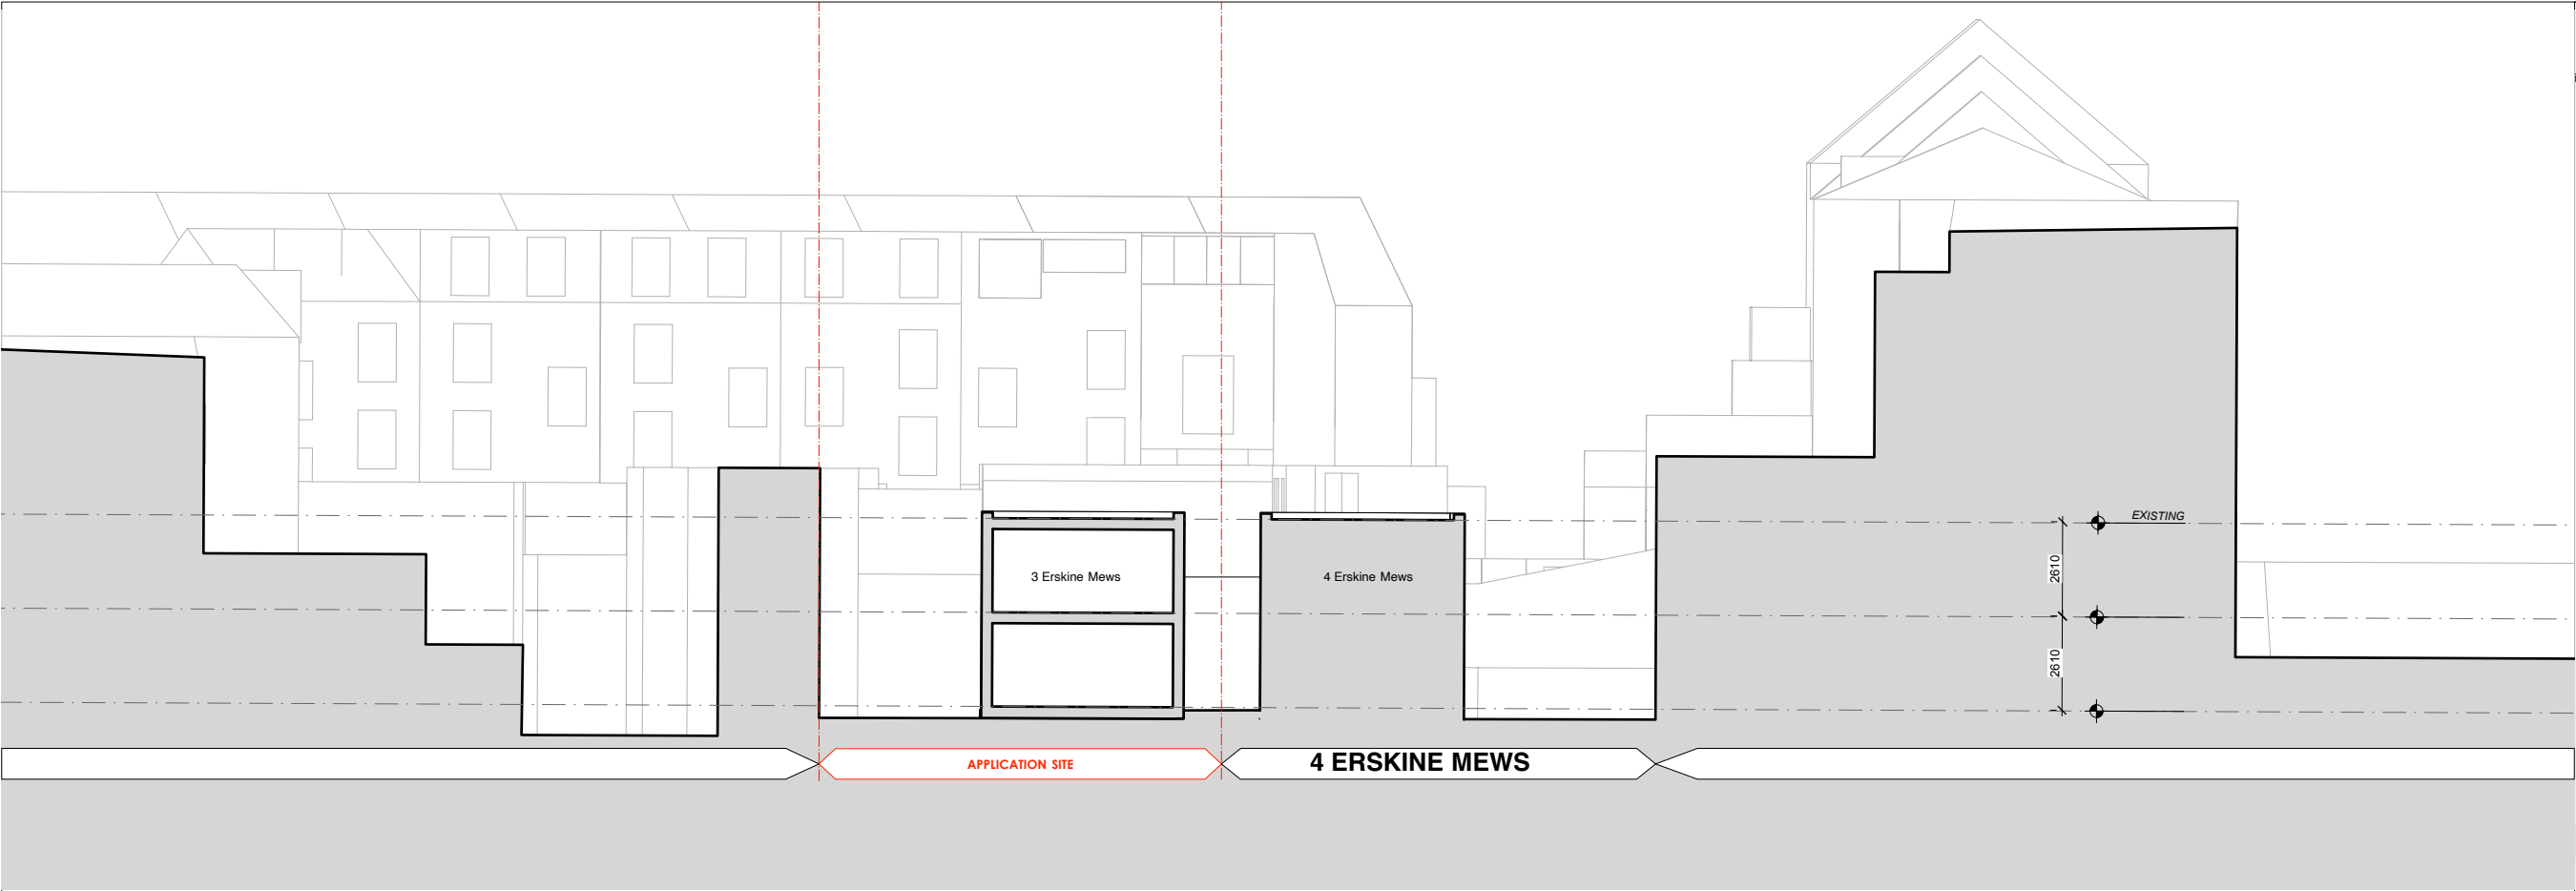 EXISTING
2610
3 Erskine Mews
4 Erskine Mews
2610
APPLICATION SITE
4 ERSKINE MEWS